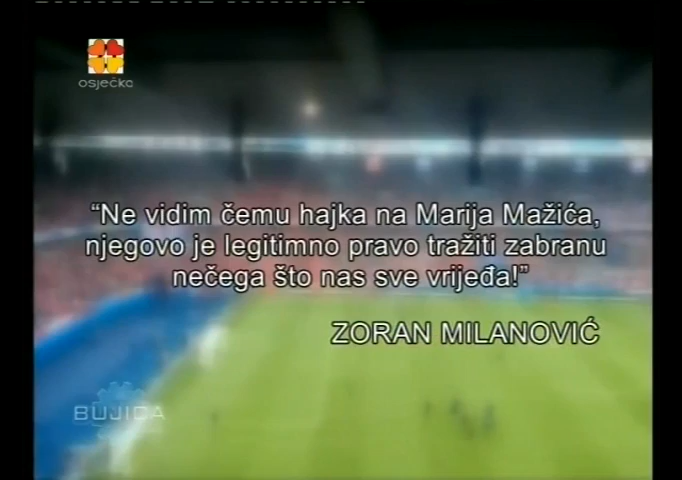 osječka
“Ne vidim čemu hajka na Marija Mažića,
njegovo je legitimno pravo tražiti zabranu
nečega što nas sve vrijeđa!”
ZORAN MILANOVIĆ
BUJICA